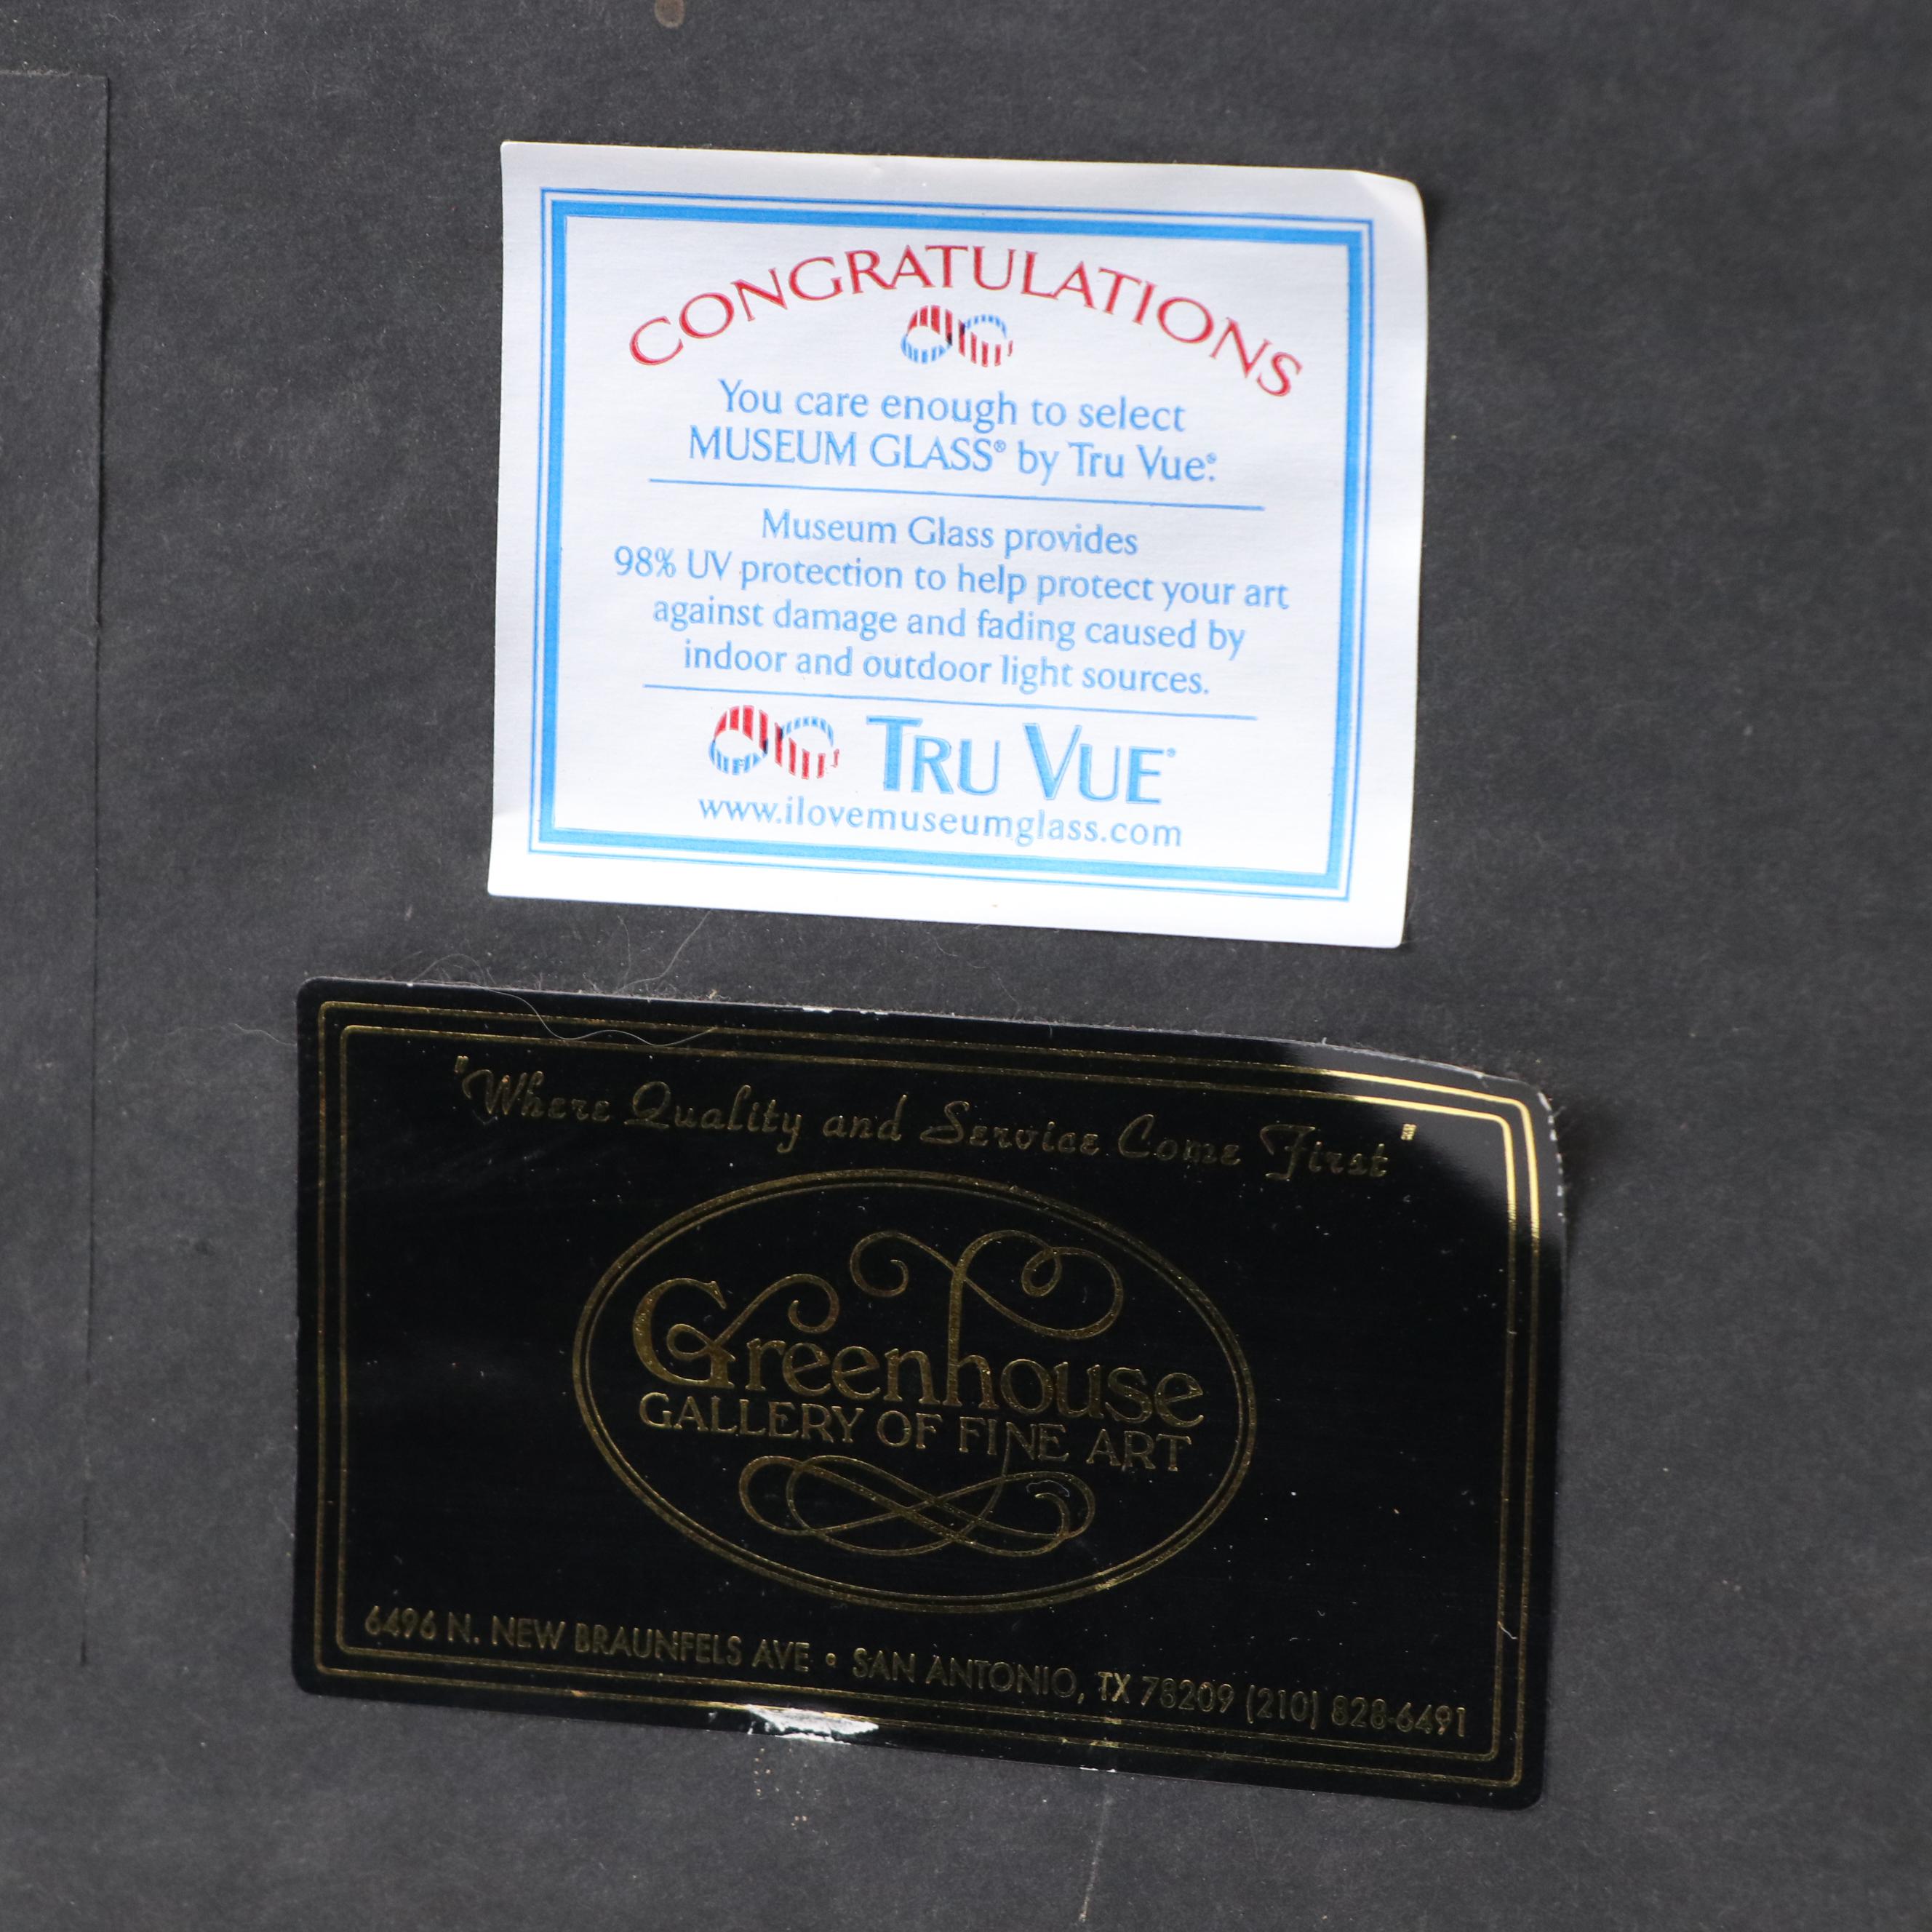 CONGRATULATIONS
You care enough to select
MUSEUM GLASS® by Tru Vue®.
Museum Glass provides
98% UV protection to help protect your art
against damage and fading caused by
indoor and outdoor light sources.
TRU VUE®
www.ilovemuseumglass.com
"Where Quality and Service Come First"
Greenhouse
GALLERY OF FINE ART
6496 N. NEW BRAUNFELS AVE • SAN ANTONIO, TX 78209 (210) 828-6491